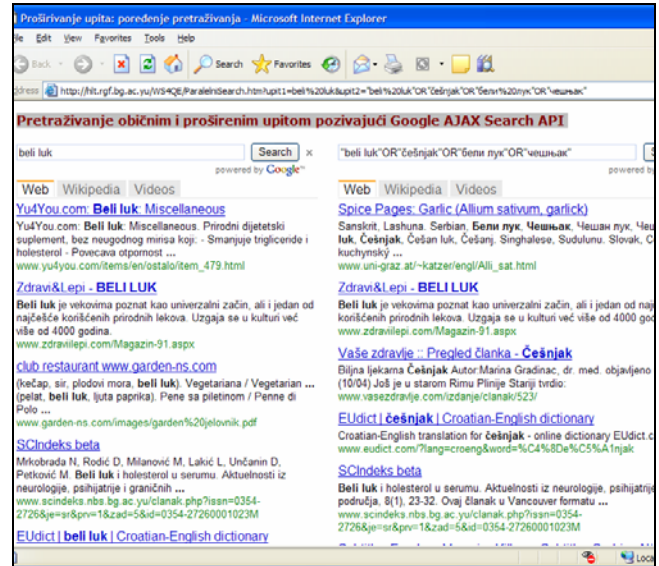 Proširivanje upita: poređenje pretraživanja - Microsoft Internet Explorer
File Edit View Favorites Tools Help
Back Search Favorites
Address http://hlt.rgf.bg.ac.yu/WS4QE/ParalelniSearch.htm?upit1=beli%20luk&upit2="beli%20luk"OR"češnjak"OR"бели%20лук"OR"чешњак"
Pretraživanje običnim i proširenim upitom pozivajući Google AJAX Search API
beli luk Search ×
powered by Google™
Web Wikipedia Videos
Yu4You.com: Beli luk: Miscellaneous
Yu4You.com: Beli luk: Miscellaneous. Prirodni dijetetski
suplement, bez neugodnog mirisa koji: - Smanjuje trigliceride i
holesterol - Povecava otpornost ...
www.yu4you.com/items/en/ostalo/item_479.html
Zdravi&Lepi - BELI LUK
Beli luk je vekovima poznat kao univerzalni začin, ali i jedan od
najčešće korišćenih prirodnih lekova. Uzgaja se u kulturi već
više od 4000 godina.
www.zdravilepi.com/Magazin-91.aspx
club restaurant www.garden-ns.com
(kečap, sir, plodovi mora, beli luk). Vegetariana / Vegetarian ...
(pelat, beli luk, ljuta paprika). Pene sa piletinom / Penne di
Polo ...
www.garden-ns.com/images/garden%20jelovnik.pdf
SCIndeks beta
Mrkobrada N, Rodić D, Milanović M, Lakić L, Unčanin D,
Petković M. Beli luk i holesterol u serumu. Aktuelnosti iz
neurologije, psihijatrije i graničnih ...
www.scindeks.nbs.bg.ac.yu/clanak.php?issn=0354-
2726&je=sr&prv=1&zad=5&id=0354-27260001023M
EUdict | beli luk | Croatian-English dictionary
"beli luk"OR"češnjak"OR"бели лук"OR"чешњак"
powered by
Web Wikipedia Videos
Spice Pages: Garlic (Allium sativum, garlick)
Sanskrit, Lashuna. Serbian, Бели лук, Чешњак, Чешан лук, Чеш
luk, Češnjak, Češan luk, Češanj. Singhalese, Sudulunu. Slovak, C
kuchynský ...
www.uni-graz.at/~katzer/engl/Alli_sat.html
Zdravi&Lepi - BELI LUK
Beli luk je vekovima poznat kao univerzalni začin, ali i jedan od naj
korišćenih prirodnih lekova. Uzgaja se u kulturi već više od 4000 god
www.zdravilepi.com/Magazin-91.aspx
Vaše zdravlje :: Pregled članka - Češnjak
Biljna ljekarna Češnjak Autor:Marina Gradinac, dr. med. objavljeno
(10/04) Još je u starom Rimu Plinije Stariji tvrdio:
www.vasezdravlje.com/izdanje/clanak/523/
EUdict | češnjak | Croatian-English dictionary
Croatian-English translation for češnjak - online dictionary EUdict.c
www.eudict.com/?lang=croeng&word=%C4%8De%C5%A1njak
SCIndeks beta
Beli luk i holesterol u serumu. Aktuelnosti iz neurologije, psihijatrije
područja, 8(1), 23-32. Ovaj članak u Vancouver formatu ...
www.scindeks.nbs.bg.ac.yu/clanak.php?issn=0354-
2726&je=sr&prv=1&zad=5&id=0354-27260001023M
Loca